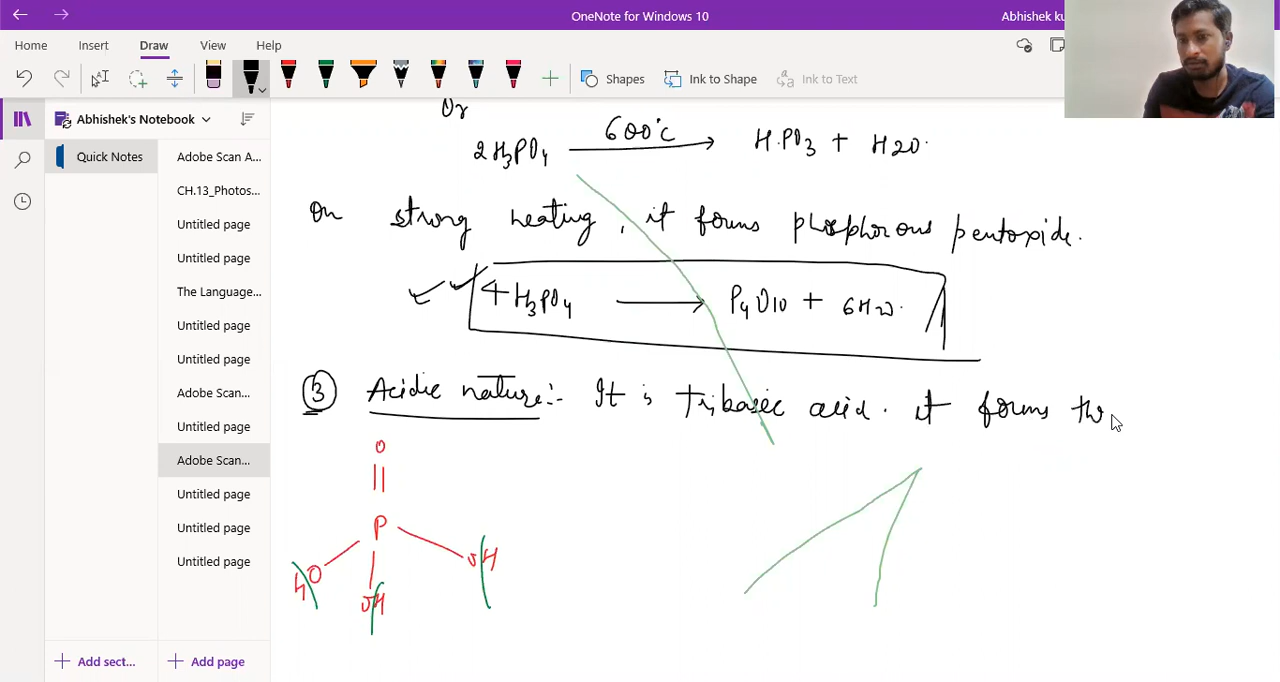 OneNote for Windows 10
Abhishek ku
Home Insert Draw View Help
Shapes Ink to Shape Ink to Text
Abhishek's Notebook
Quick Notes
Adobe Scan A...
CH.13_Photos...
Untitled page
Untitled page
The Language...
Untitled page
Untitled page
Adobe Scan...
Untitled page
Adobe Scan...
Untitled page
Untitled page
Untitled page
Add sect...
Add page
Or
2H3PO4 600°C H.PO3 + H2O.
On strong heating, it forms phosphorous pentoxide.
4H3PO4 P4O10 + 6H2O.
3 Acidic nature:- It is tribasic acid. it forms thr
O
P
HO OH
OH